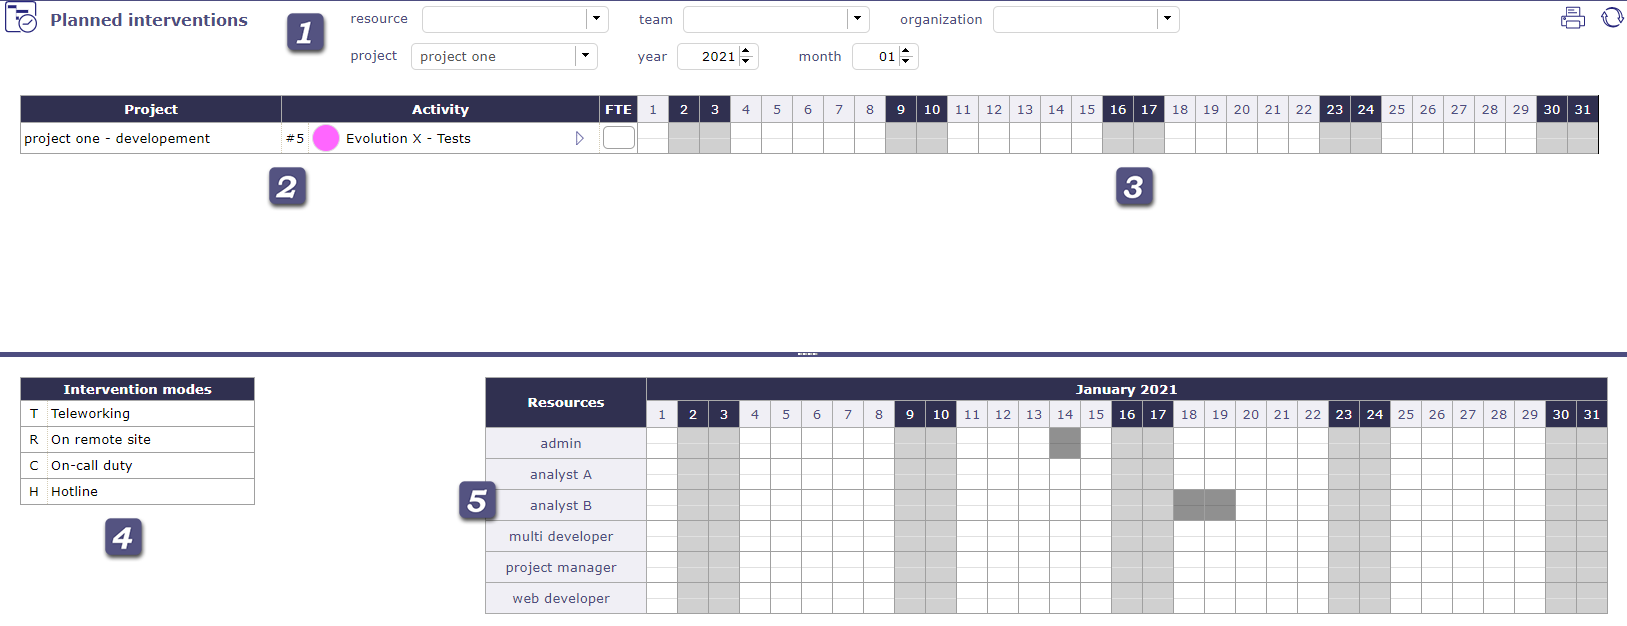 Planned interventions
1
resource team organization
project project one year 2021 month 01
Project Activity FTE 1 2 3 4 5 6 7 8 9 10 11 12 13 14 15 16 17 18 19 20 21 22 23 24 25 26 27 28 29 30 31
project one - developement #5 Evolution X - Tests
2 3
Intervention modes
T Teleworking
R On remote site
C On-call duty
H Hotline
4
Resources January 2021
1 2 3 4 5 6 7 8 9 10 11 12 13 14 15 16 17 18 19 20 21 22 23 24 25 26 27 28 29 30 31
admin
analyst A
5
analyst B
multi developer
project manager
web developer